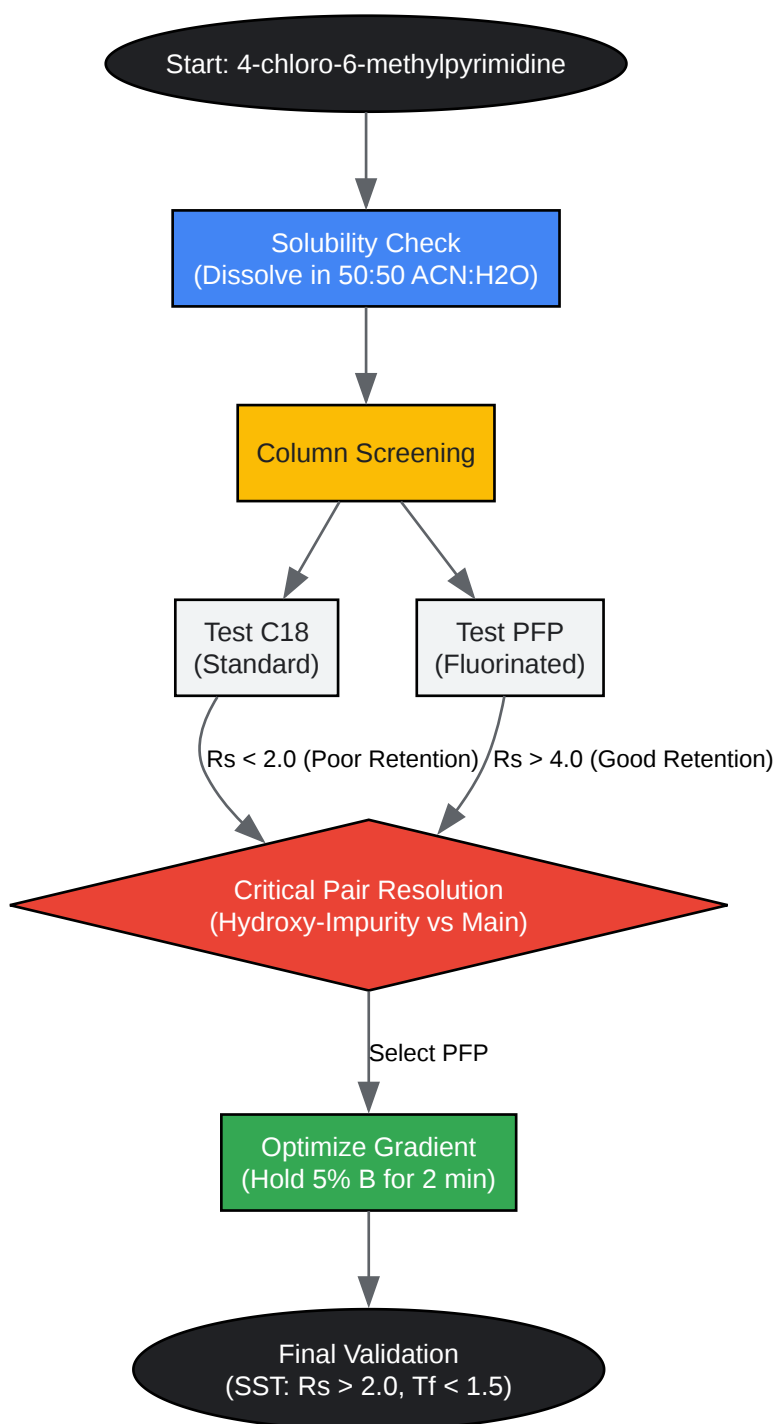 Start: 4-chloro-6-methylpyrimidine
Solubility Check
(Dissolve in 50:50 ACN:H2O)
Column Screening
Test C18
(Standard)
Test PFP
(Fluorinated)
Rs < 2.0 (Poor Retention)
Rs > 4.0 (Good Retention)
Critical Pair Resolution
(Hydroxy-Impurity vs Main)
Select PFP
Optimize Gradient
(Hold 5% B for 2 min)
Final Validation
(SST: Rs > 2.0, Tf < 1.5)